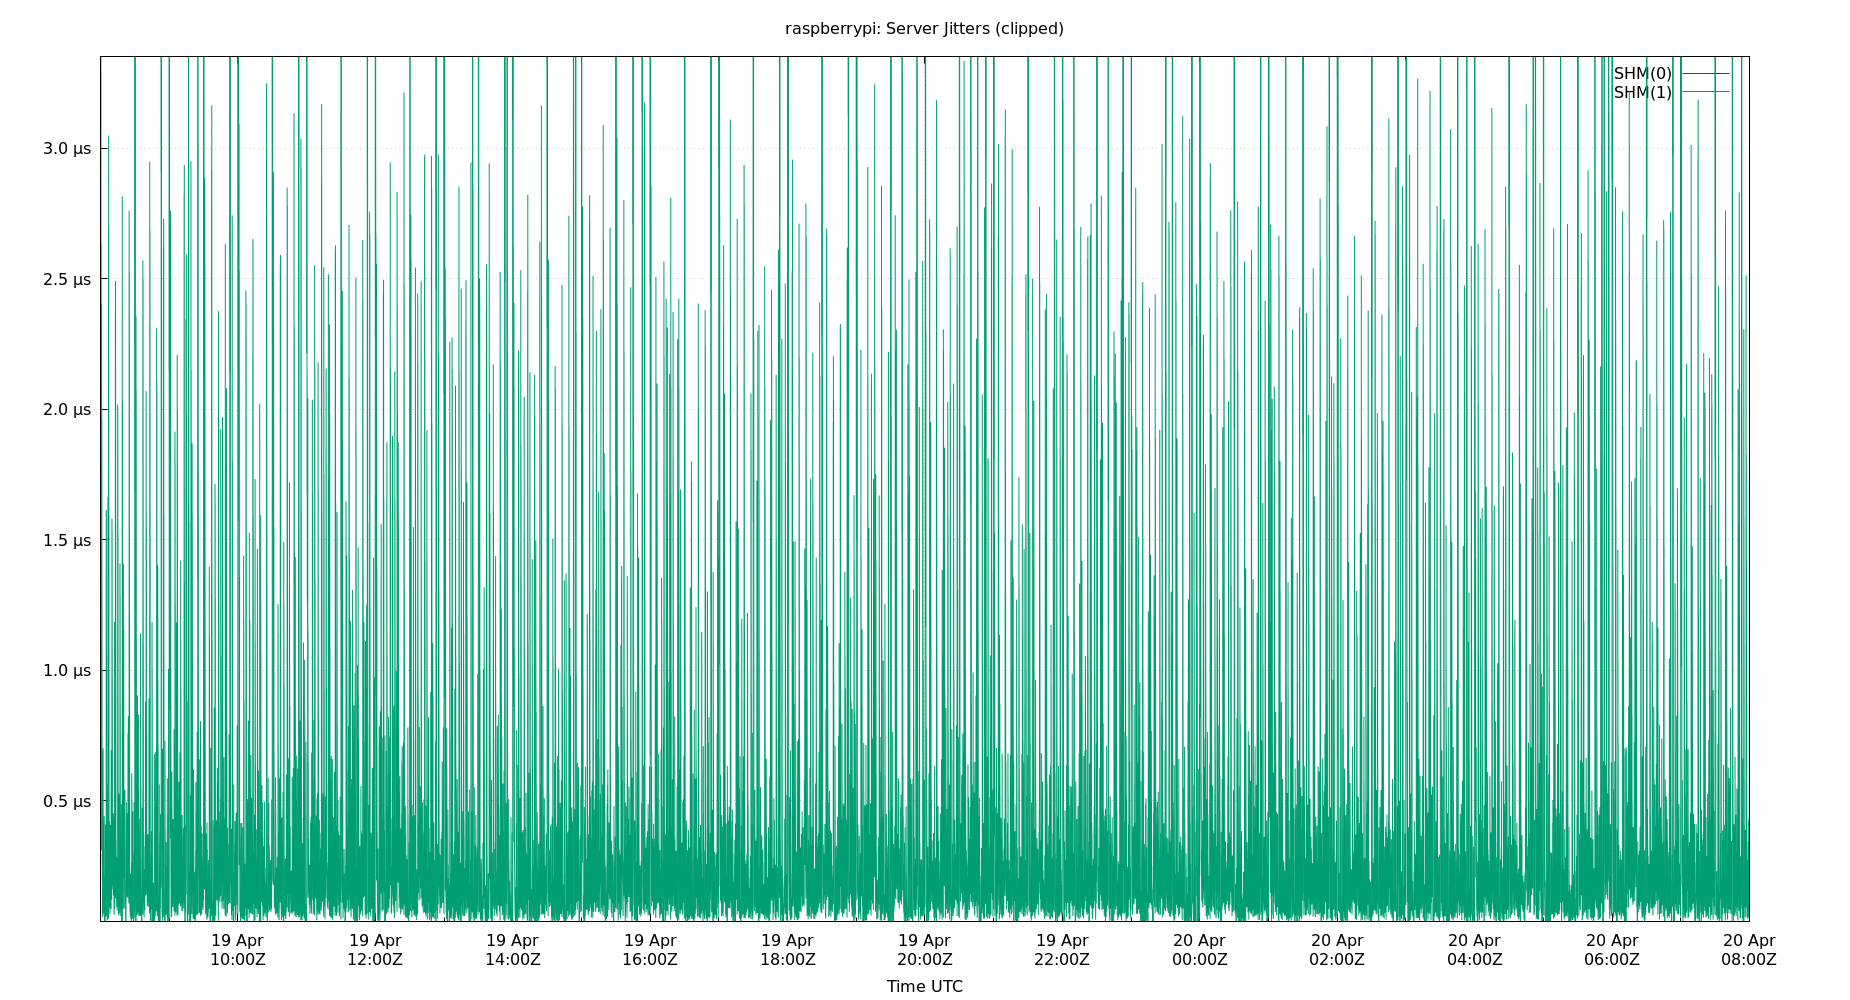 raspberrypi: Server Jitters (clipped)
SHM(0)
SHM(1)
3.0 µs
2.5 µs
2.0 µs
1.5 µs
1.0 µs
0.5 µs
19 Apr 19 Apr 19 Apr 19 Apr 19 Apr 19 Apr 19 Apr 20 Apr 20 Apr 20 Apr 20 Apr 20 Apr
10:00Z 12:00Z 14:00Z 16:00Z 18:00Z 20:00Z 22:00Z 00:00Z 02:00Z 04:00Z 06:00Z 08:00Z
Time UTC